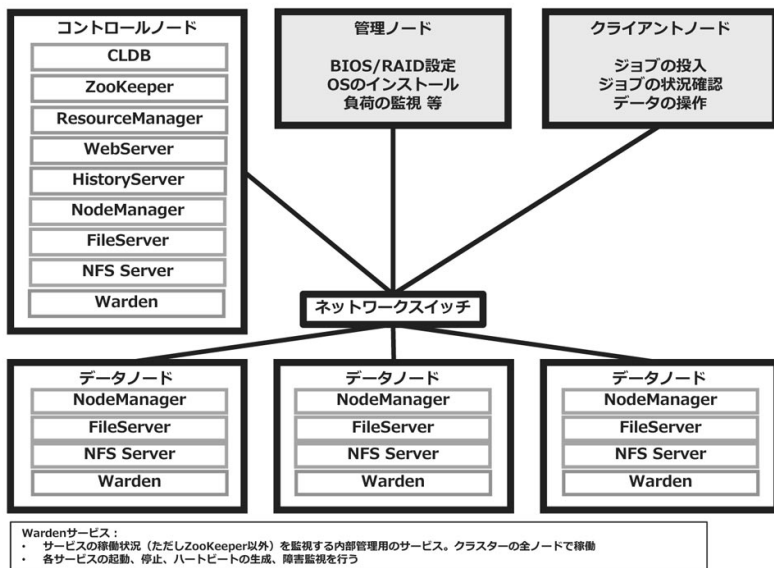 コントロールノード
CLDB
ZooKeeper
ResourceManager
WebServer
HistoryServer
NodeManager
FileServer
NFS Server
Warden
管理ノード
BIOS/RAID設定
OSのインストール
負荷の監視 等
クライアントノード
ジョブの投入
ジョブの状況確認
データの操作
ネットワークスイッチ
データノード
NodeManager
FileServer
NFS Server
Warden
データノード
NodeManager
FileServer
NFS Server
Warden
データノード
NodeManager
FileServer
NFS Server
Warden
Wardenサービス：
・ サービスの稼働状況（ただしZooKeeper以外）を監視する内部管理用のサービス。クラスターの全ノードで稼働
・ 各サービスの起動、停止、ハートビートの生成、障害監視を行う